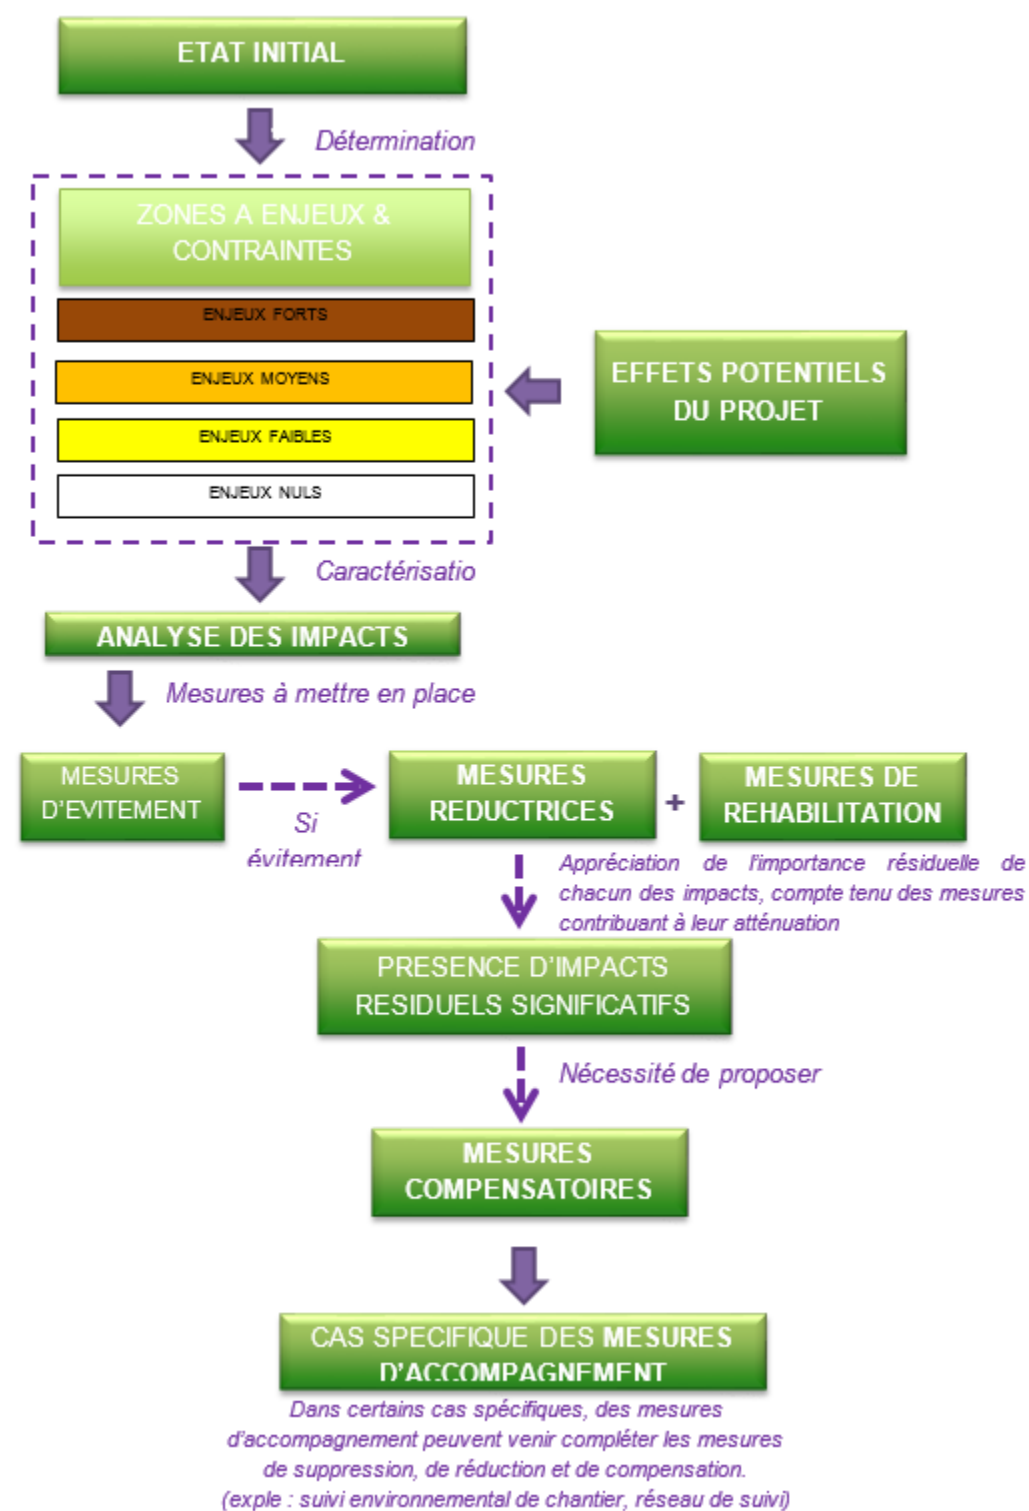 ETAT INITIAL
Détermination
ZONES A ENJEUX &
CONTRAINTES
ENJEUX FORTS
ENJEUX MOYENS
ENJEUX FAIBLES
ENJEUX NULS
EFFETS POTENTIELS
DU PROJET
Caractérisatio
ANALYSE DES IMPACTS
Mesures à mettre en place
MESURES
D'EVITEMENT
Si
évitement
MESURES
REDUCTRICES
+
MESURES DE
REHABILITATION
Appréciation de l'importance résiduelle de
chacun des impacts, compte tenu des mesures
contribuant à leur atténuation
PRESENCE D'IMPACTS
RESIDUELS SIGNIFICATIFS
Nécessité de proposer
MESURES
COMPENSATOIRES
CAS SPECIFIQUE DES MESURES
D'ACCOMPAGNEMENT
Dans certains cas spécifiques, des mesures
d'accompagnement peuvent venir compléter les mesures
de suppression, de réduction et de compensation.
(exple : suivi environnemental de chantier, réseau de suivi)